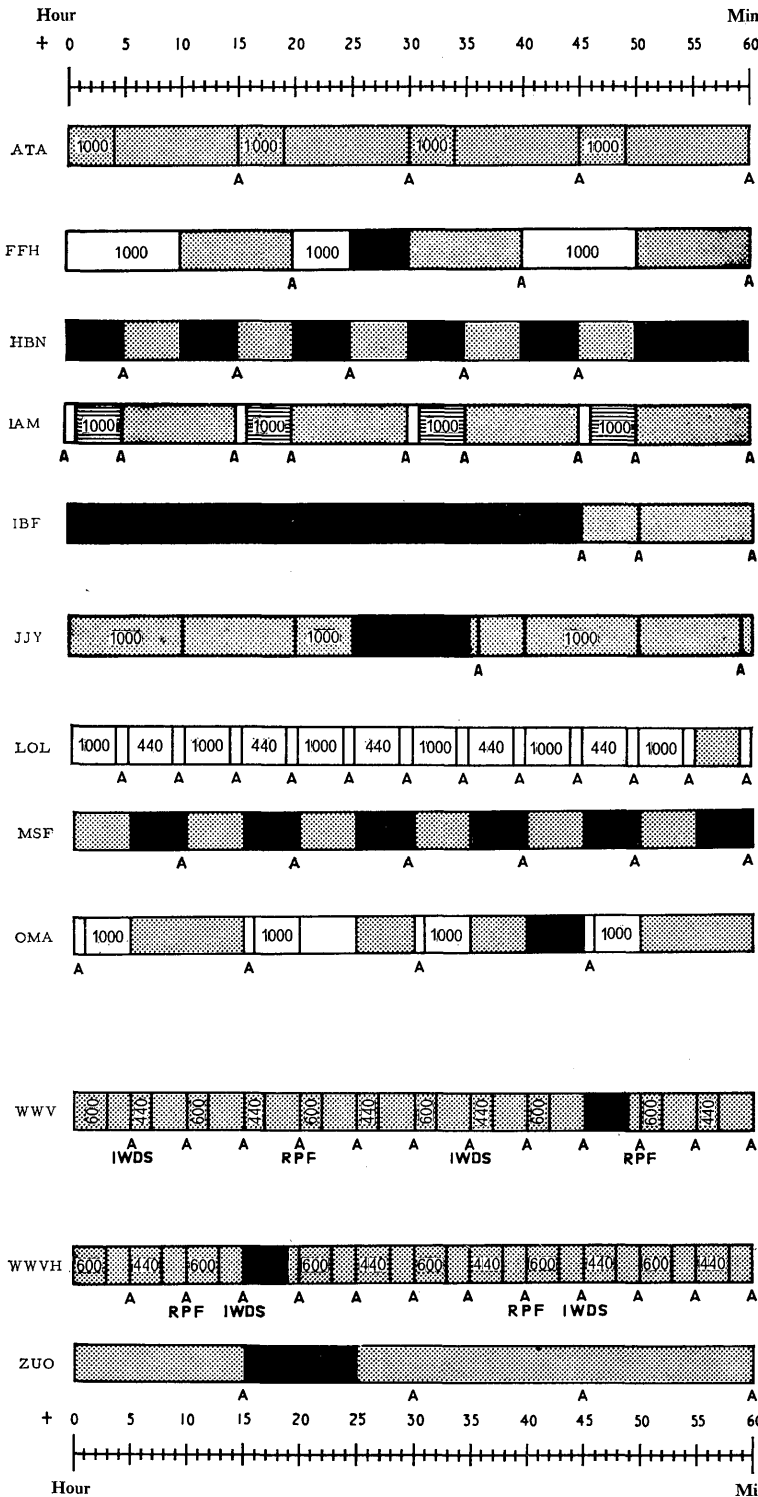 Hour Min
+ 0 5 10 15 20 25 30 35 40 45 50 55 60
ATA 1000 1000 1000 1000
A A A A
FFH 1000 1000 1000
A A A
HBN
A A A A A
IAM 1000 1000 1000 1000
A A A A A A A A A
IBF
A A A
JJY 1000 1000 1000
A A
LOL 1000 440 1000 440 1000 440 1000 440 1000 440 1000
A A A A A A A A A A A A
MSF
A A A A A A
OMA 1000 1000 1000 1000
A A A A
WWV 600 440 600 440 600 440 600 440 600 600 440
A A A A A A A A A A A A
IWDS RPF IWDS RPF
WWVH 600 440 600 600 440 600 440 600 440 600 440
A A A A A A A A A A A A
RPF IWDS RPF IWDS
ZUO
A A A A
+ 0 5 10 15 20 25 30 35 40 45 50 55 60
Hour Mi